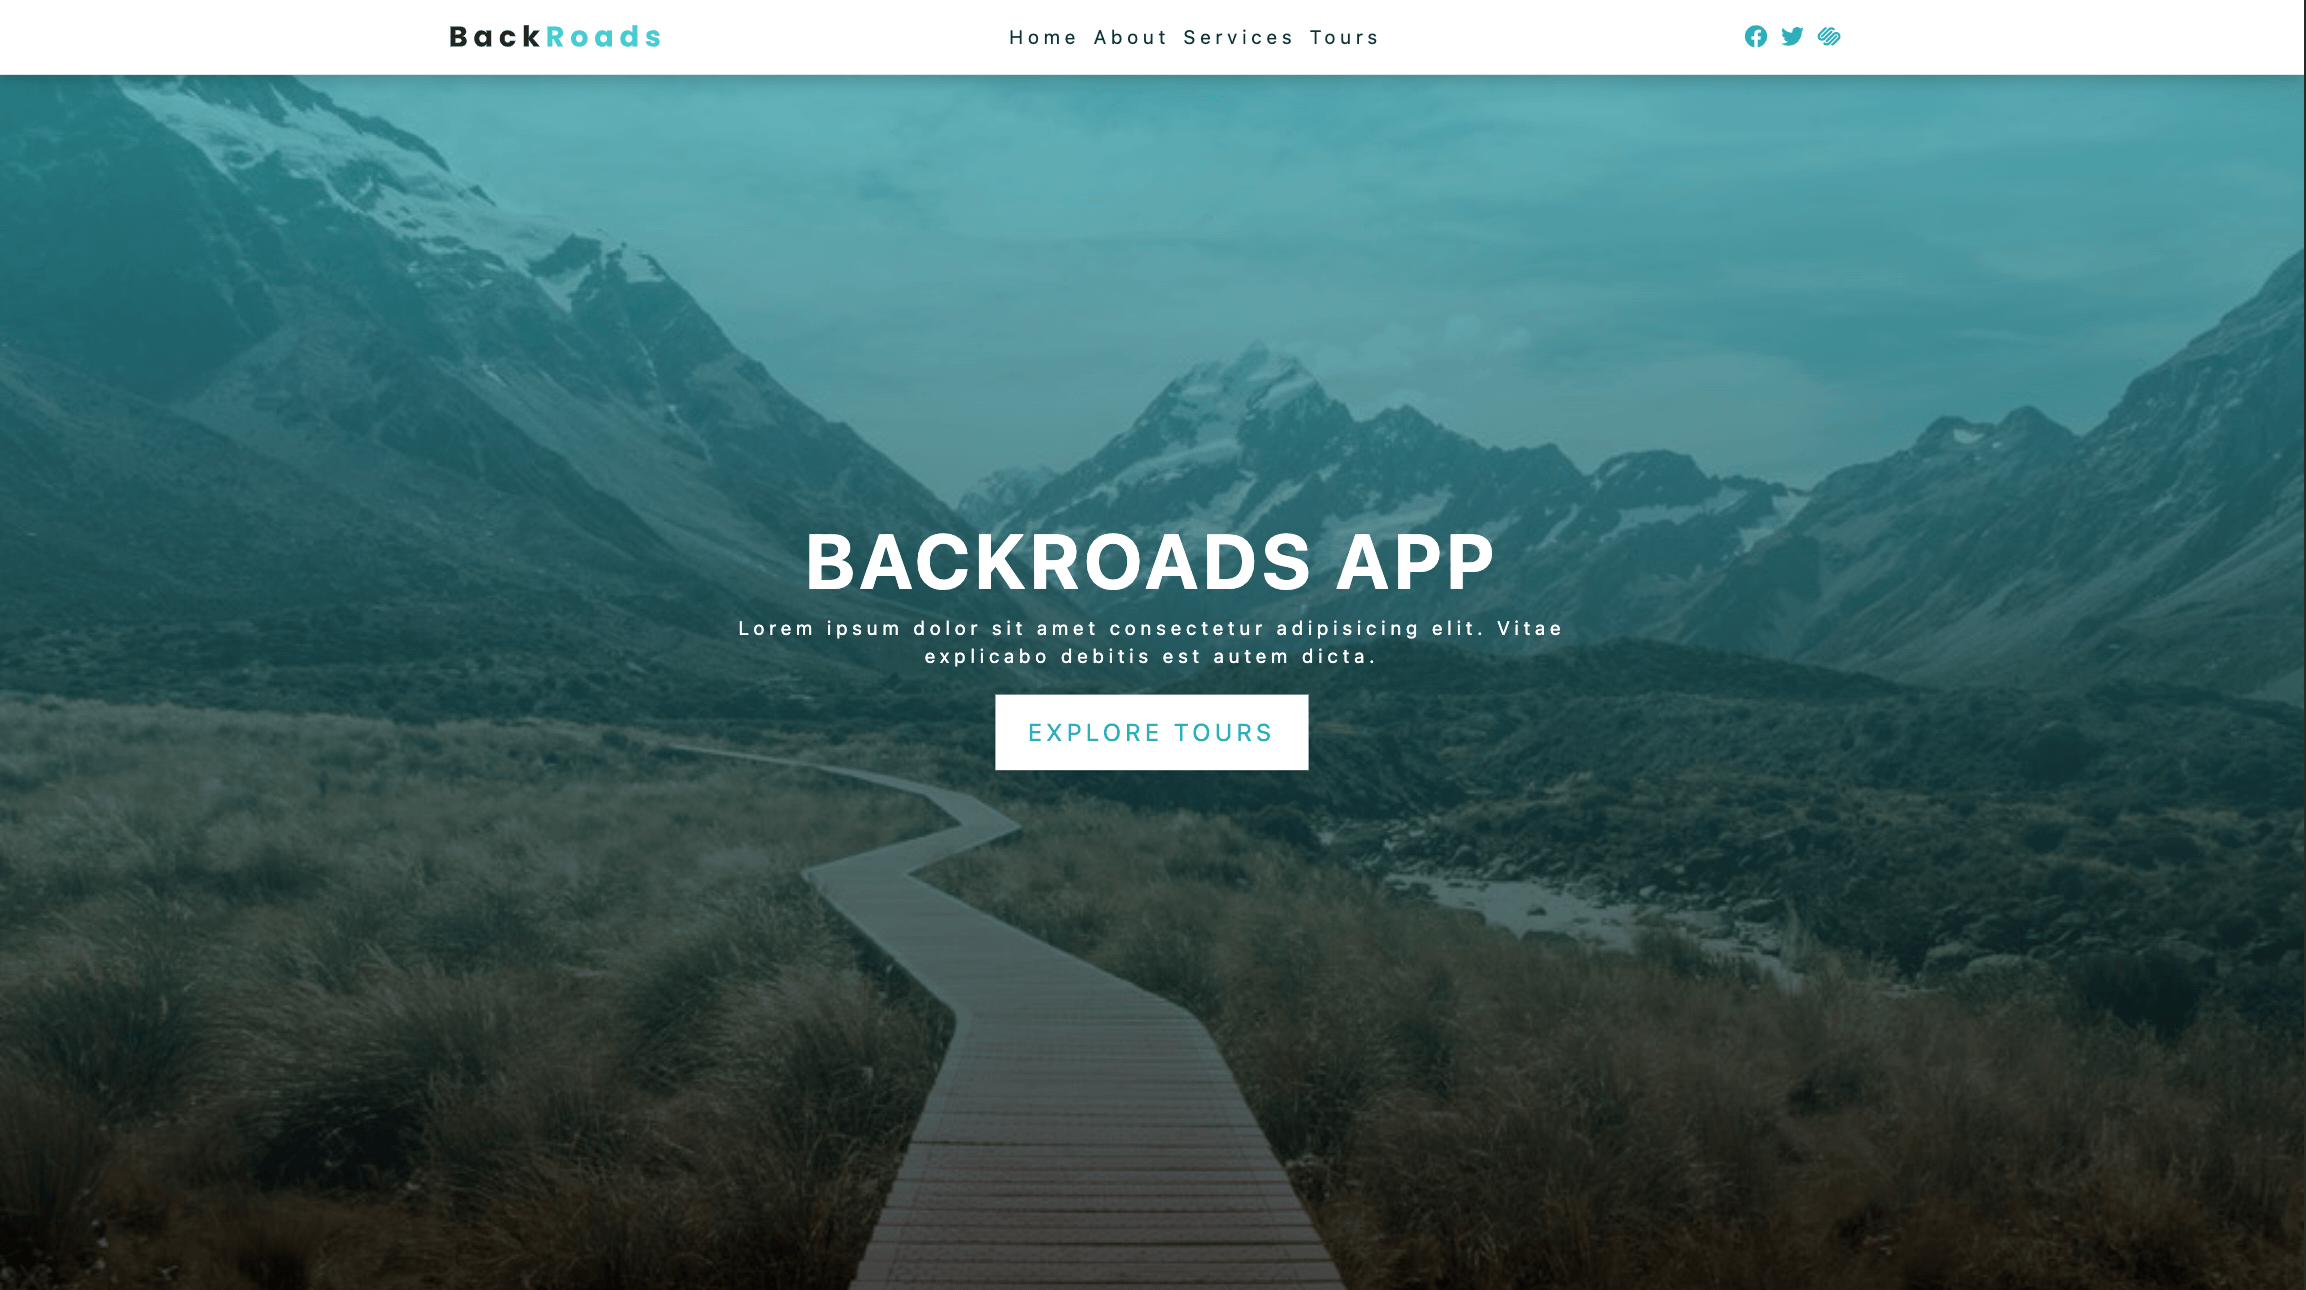 BackRoads
Home About Services Tours
BACKROADS APP
Lorem ipsum dolor sit amet consectetur adipisicing elit. Vitae
explicabo debitis est autem dicta.
EXPLORE TOURS